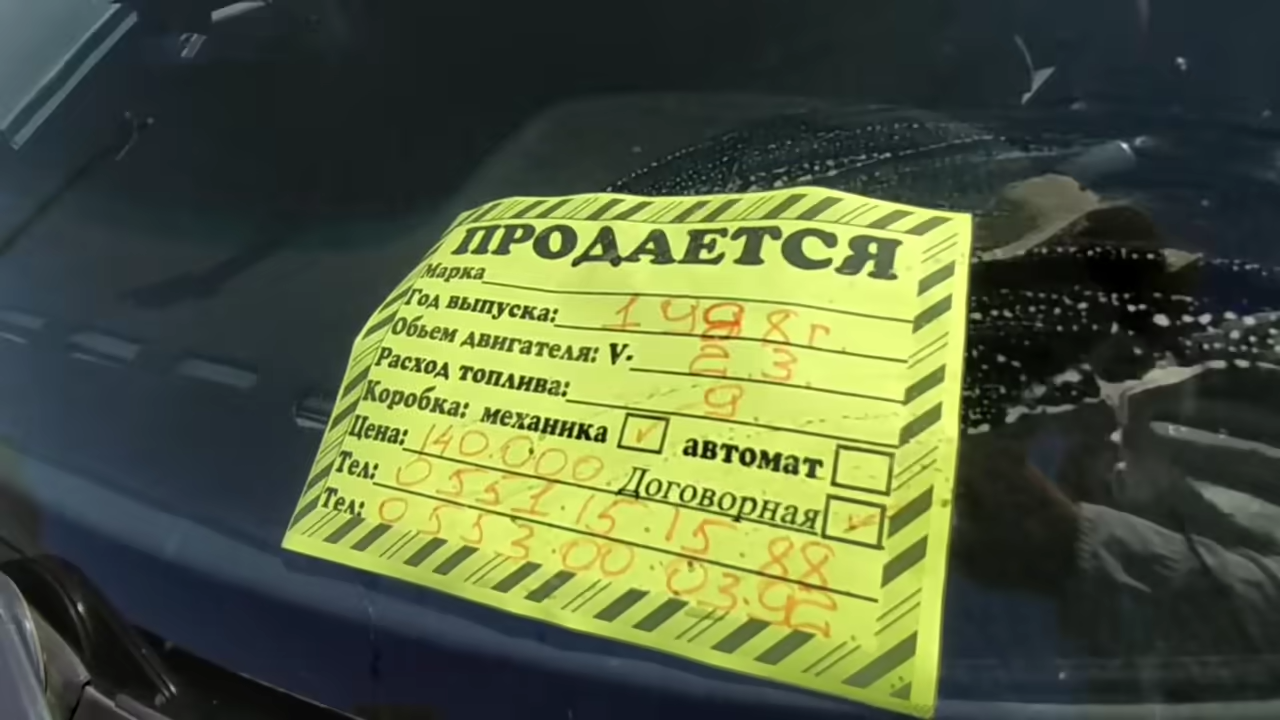 ПРОДАЕТСЯ
Марка
Год выпуска: 1998г.
Обьем двигателя: V- 2.3.
Расход топлива: 9
Коробка: механика ✓ автомат
Цена: 140.000 Договорная ✓
Тел: 0551.15.15.88
Тел: 0553.00.03.92